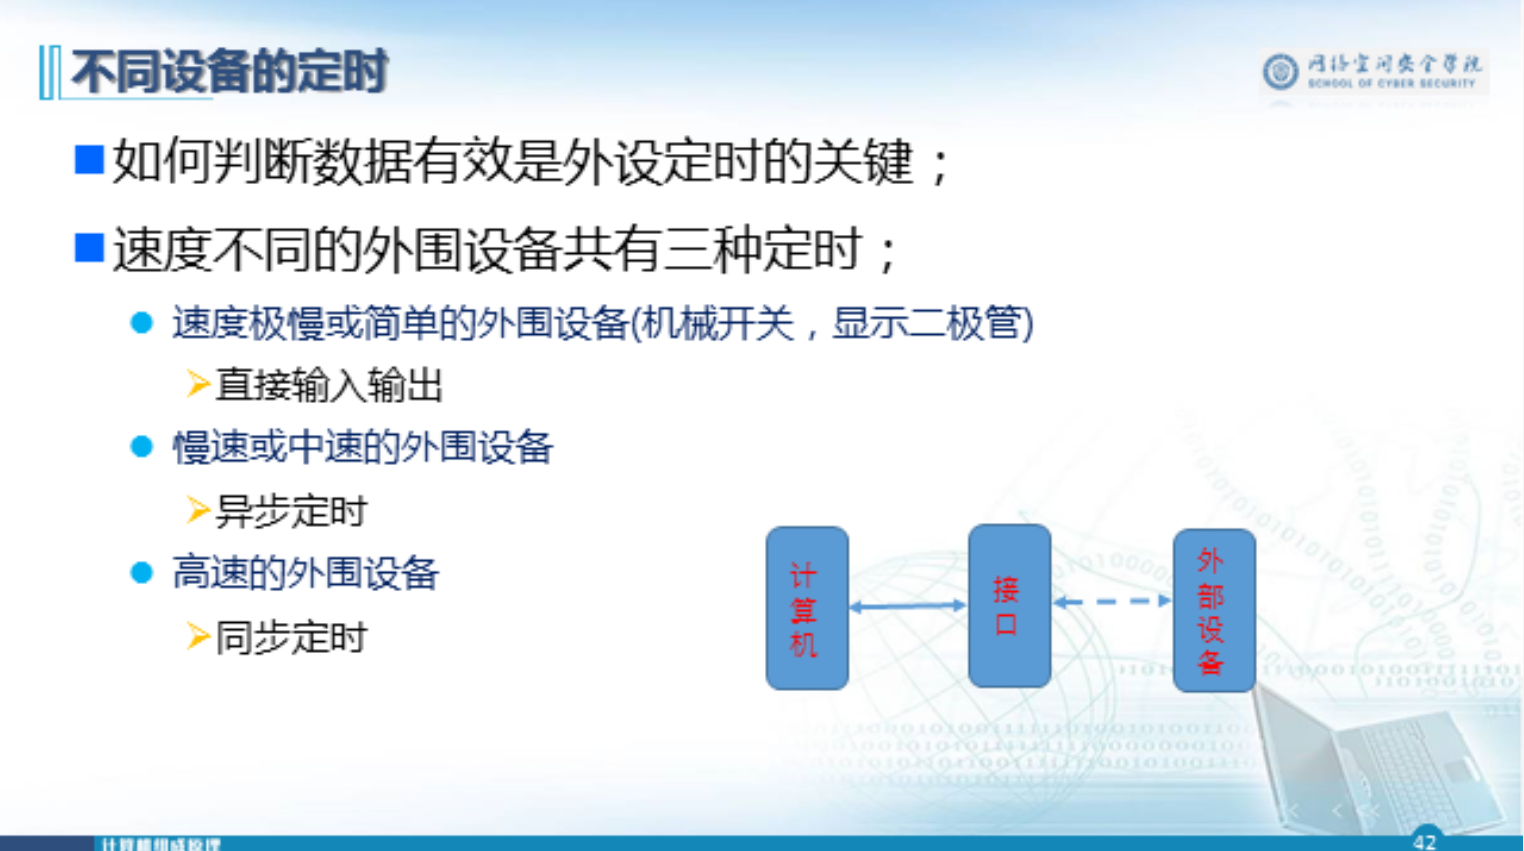 不同设备的定时
网络空间安全学院
SCHOOL OF CYBER SECURITY
如何判断数据有效是外设定时的关键；
速度不同的外围设备共有三种定时；
速度极慢或简单的外围设备(机械开关，显示二极管)
直接输入输出
慢速或中速的外围设备
异步定时
高速的外围设备
同步定时
计算机
接口
外部设备
计算机组成原理
42